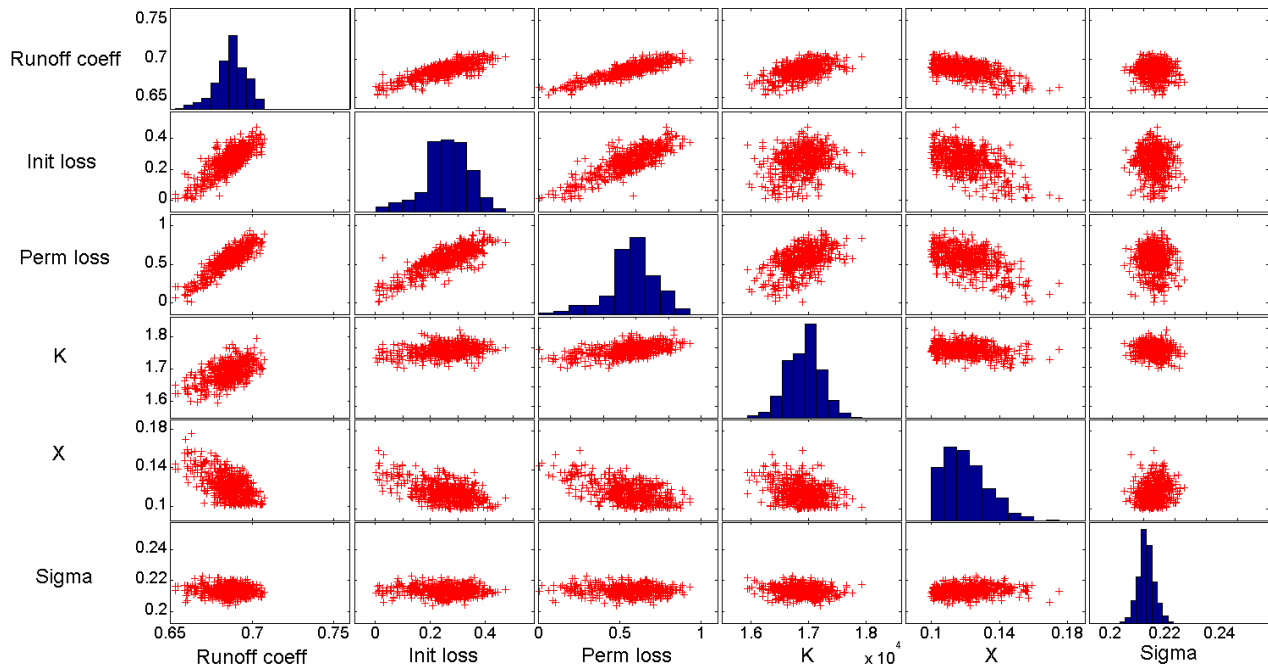 0.75
Runoff coeff
0.7
0.65
0.4
Init loss
0.2
0
1
Perm loss
0.5
0
1.8
K
1.7
1.6
0.18
X
0.14
0.1
0.24
Sigma
0.22
0.2
0.65 0.7 0.75 0 0.2 0.4 0 0.5 1 1.6 1.7 1.8 0.1 0.14 0.18 0.2 0.22 0.24
Runoff coeff Init loss Perm loss K x 10⁴ X Sigma